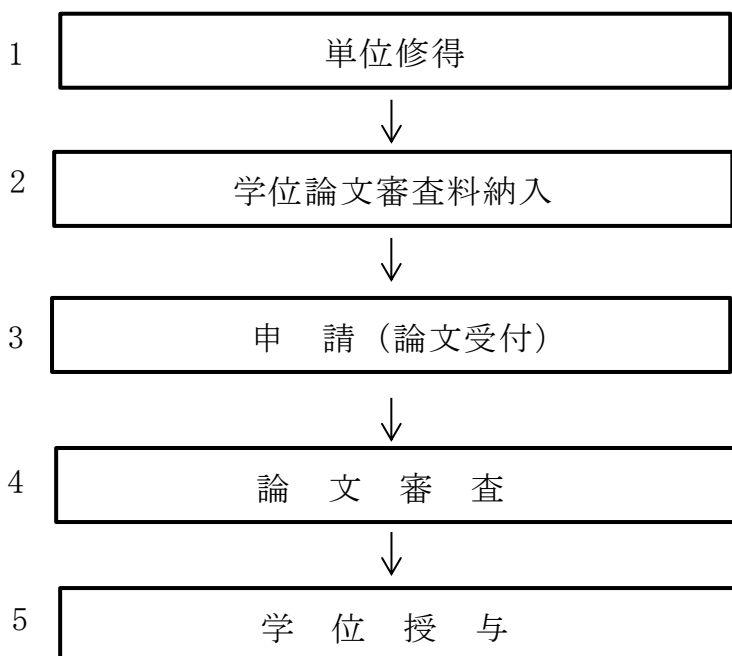 1 単位修得
2 学位論文審査料納入
3 申　請（論文受付）
4 論　文　審　査
5 学　位　授　与